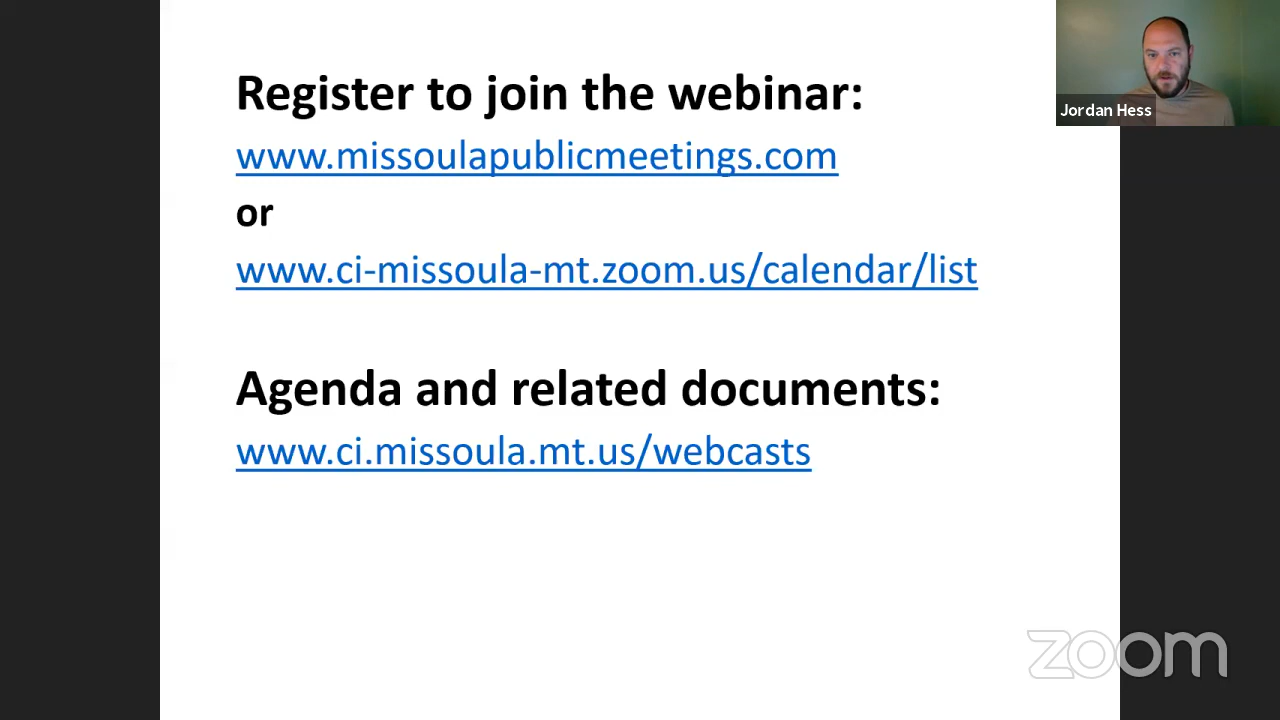 Register to join the webinar:
www.missoulapublicmeetings.com
or
www.ci-missoula-mt.zoom.us/calendar/list
Agenda and related documents:
www.ci.missoula.mt.us/webcasts
Jordan Hess
zoom